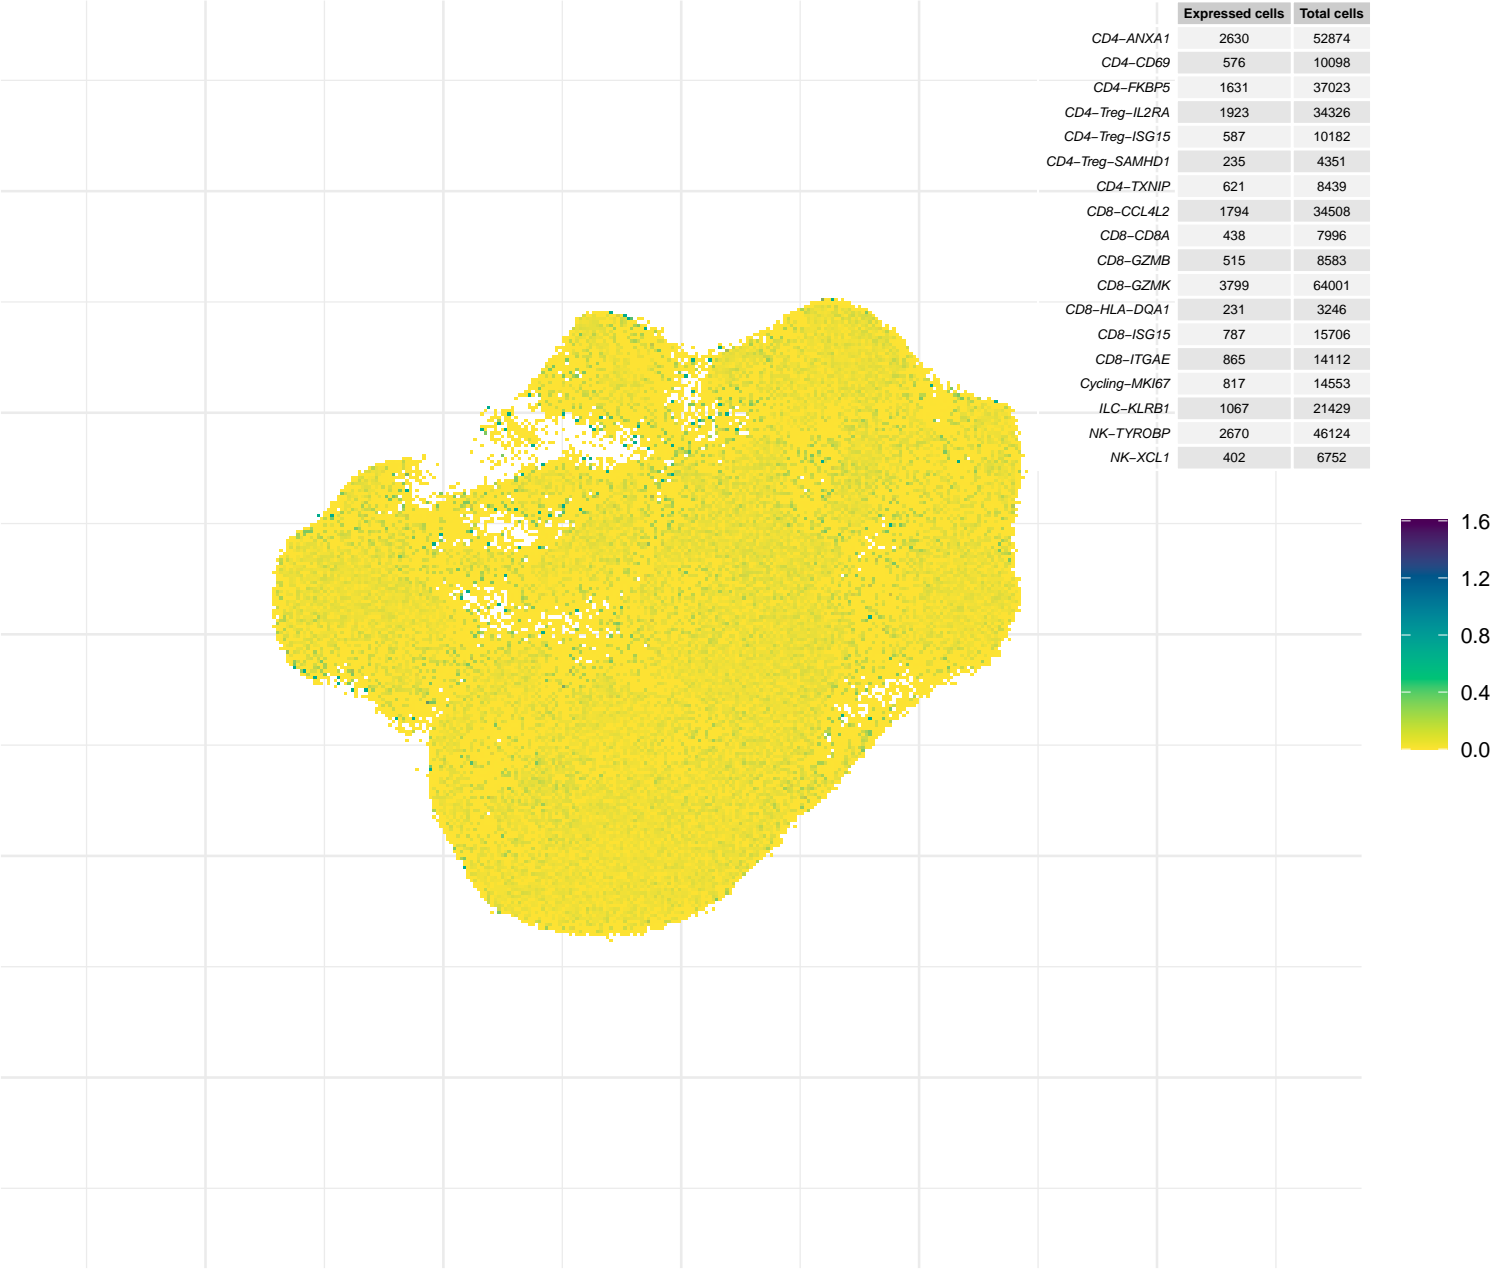 Expressed cells Total cells
CD4−ANXA1 2630 52874
CD4−CD69 576 10098
CD4−FKBP5 1631 37023
CD4−Treg−IL2RA 1923 34326
CD4−Treg−ISG15 587 10182
CD4−Treg−SAMHD1 235 4351
CD4−TXNIP 621 8439
CD8−CCL4L2 1794 34508
CD8−CD8A 438 7996
CD8−GZMB 515 8583
CD8−GZMK 3799 64001
CD8−HLA−DQA1 231 3246
CD8−ISG15 787 15706
CD8−ITGAE 865 14112
Cycling−MKI67 817 14553
ILC−KLRB1 1067 21429
NK−TYROBP 2670 46124
NK−XCL1 402 6752
1.6
1.2
0.8
0.4
0.0